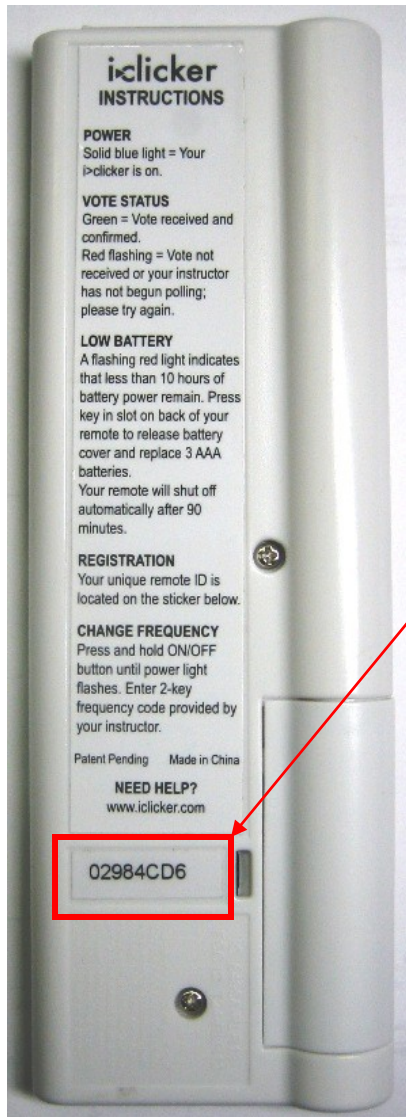 i>clicker
INSTRUCTIONS
POWER
Solid blue light = Your
i>clicker is on.
VOTE STATUS
Green = Vote received and
confirmed.
Red flashing = Vote not
received or your instructor
has not begun polling;
please try again.
LOW BATTERY
A flashing red light indicates
that less than 10 hours of
battery power remain. Press
key in slot on back of your
remote to release battery
cover and replace 3 AAA
batteries.
Your remote will shut off
automatically after 90
minutes.
REGISTRATION
Your unique remote ID is
located on the sticker below.
CHANGE FREQUENCY
Press and hold ON/OFF
button until power light
flashes. Enter 2-key
frequency code provided by
your instructor.
Patent Pending Made in China
NEED HELP?
www.iclicker.com
02984CD6